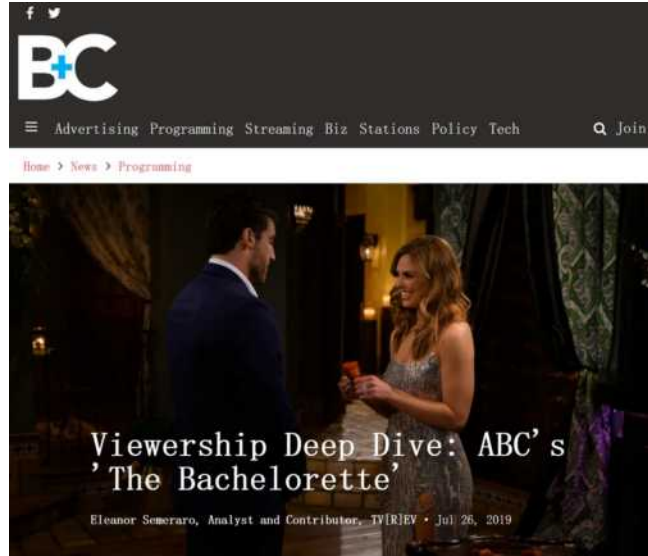 B+C
Advertising Programming Streaming Biz Stations Policy Tech Join
Home > News > Programming
Viewership Deep Dive: ABC's
'The Bachelorette'
Eleanor Semeraro, Analyst and Contributor, TV[R]EV • Jul 26, 2019